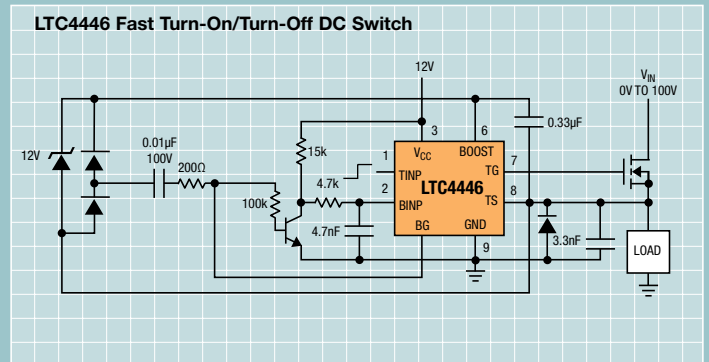 LTC4446 Fast Turn-On/Turn-Off DC Switch
12V
VIN
0V TO 100V
12V
0.01µF
100V
200Ω
15k
3
6
0.33µF
VCC
BOOST
1
TINP
TG
7
4.7k
LTC4446
2
BINP
TS
8
100k
4.7nF
BG
GND
9
3.3nF
LOAD